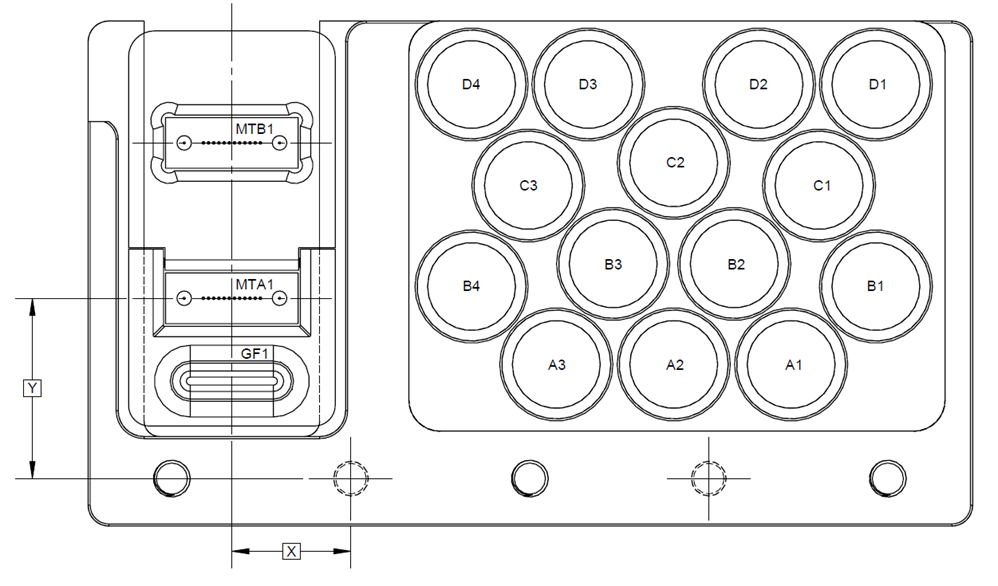 D4 D3 D2 D1
MTB1
C3 C2 C1
B3 B2
MTA1
B4 B1
GF1
A3 A2 A1
Y
X